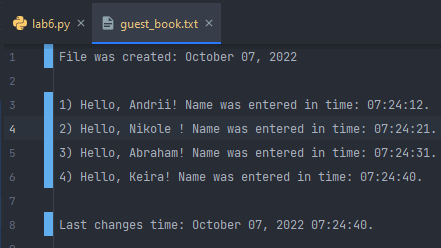 lab6.py × guest_book.txt ×
1 File was created: October 07, 2022
2
3 1) Hello, Andrii! Name was entered in time: 07:24:12.
4 2) Hello, Nikole ! Name was entered in time: 07:24:21.
5 3) Hello, Abraham! Name was entered in time: 07:24:31.
6 4) Hello, Keira! Name was entered in time: 07:24:40.
7
8 Last changes time: October 07, 2022 07:24:40.